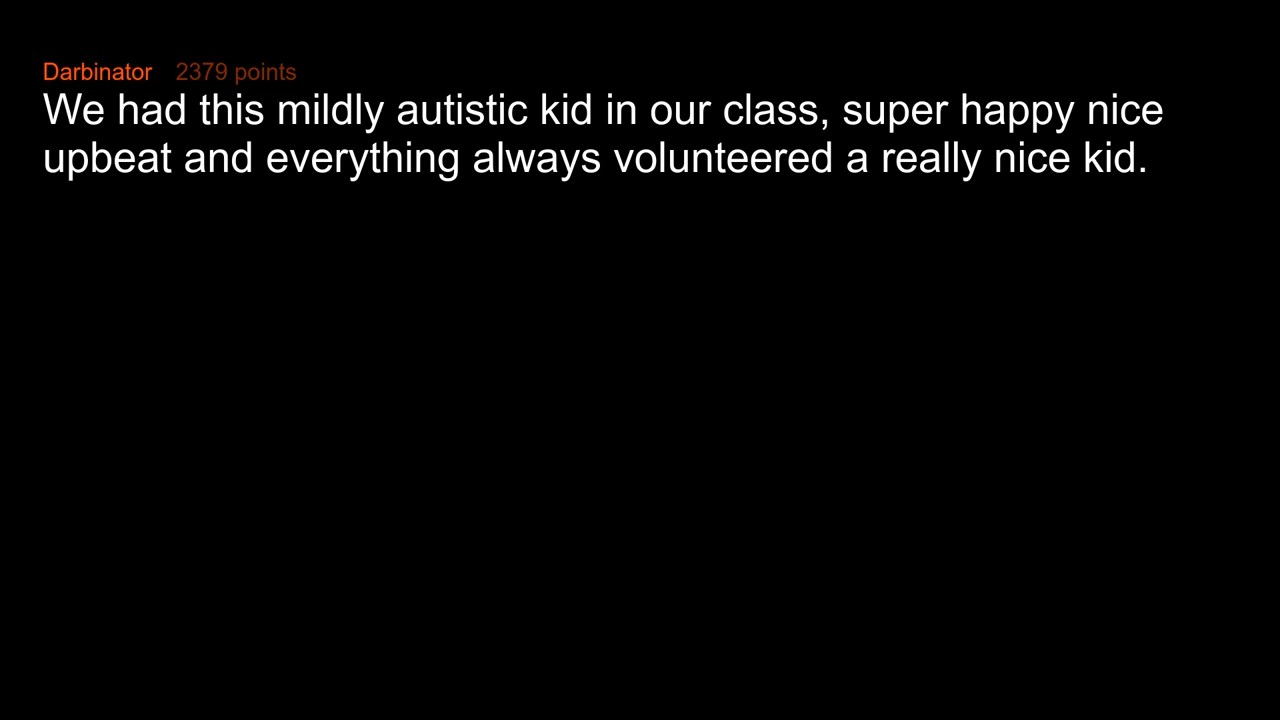 Darbinator 2379 points
We had this mildly autistic kid in our class, super happy nice
upbeat and everything always volunteered a really nice kid.